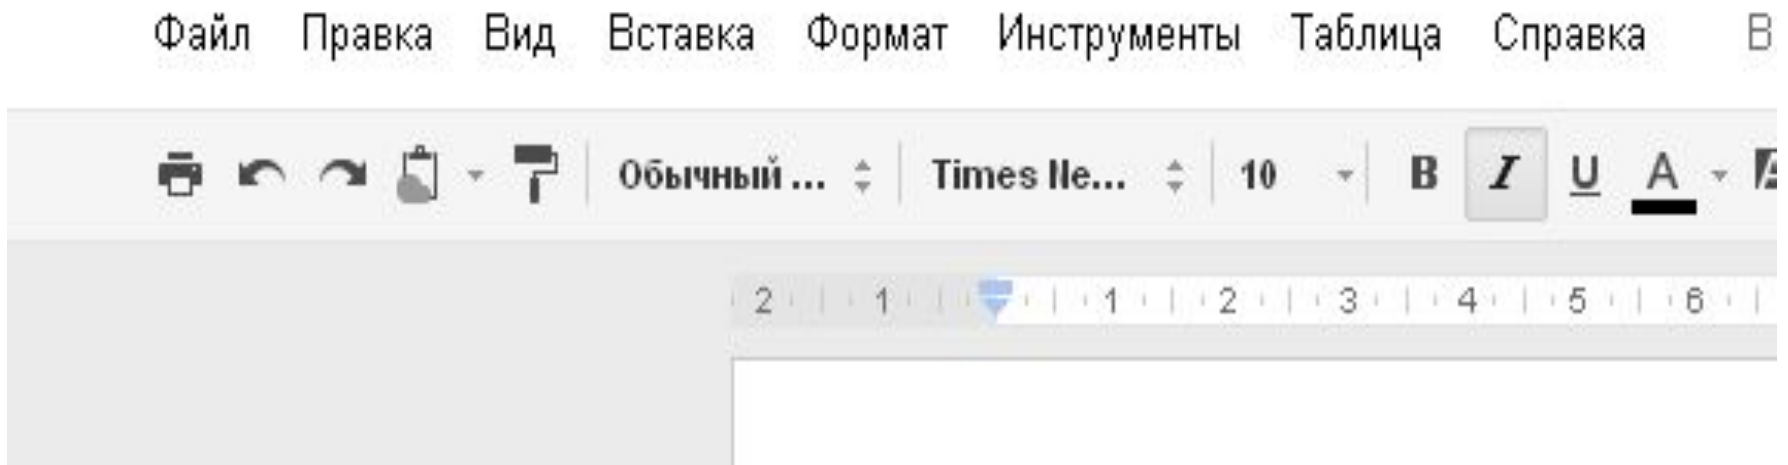 Файл Правка Вид Вставка Формат Инструменты Таблица Справка В
Обычный ... Times Ne... 10 B I U A
2 1 1 2 3 4 5 6